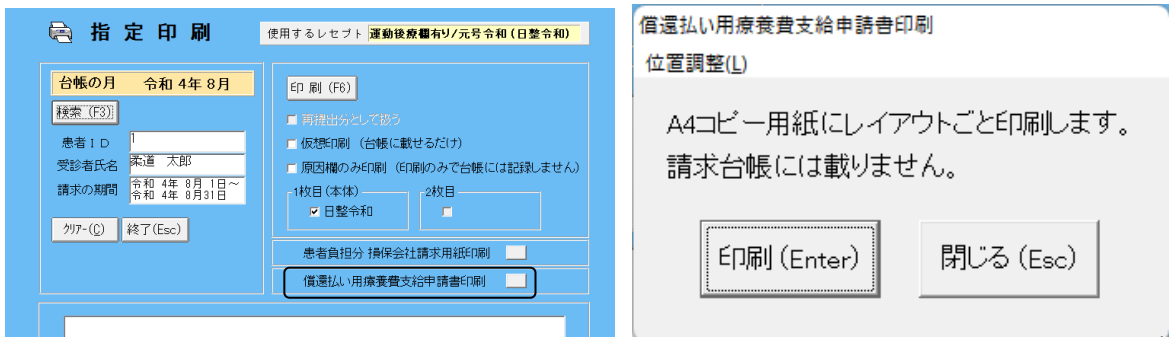 指 定 印 刷
使用するレセプト 運動後療欄有り/元号令和(日整令和)
台帳の月 令和 4年 8月
検索 (F3)
患者ID 1
受診者氏名 柔道 太郎
請求の期間 令和 4年 8月 1日~
令和 4年 8月31日
クリアー(C) 終了(Esc)
印 刷 (F6)
再提出分として扱う
仮想印刷 (台帳に載せるだけ)
原因欄のみ印刷 (印刷のみで台帳には記録しません)
1枚目(本体) 2枚目
日整令和
患者負担分 損保会社請求用紙印刷
償還払い用療養費支給申請書印刷
償還払い用療養費支給申請書印刷
位置調整(L)
A4コピー用紙にレイアウトごと印刷します。
請求台帳には載りません。
印刷(Enter) 閉じる(Esc)